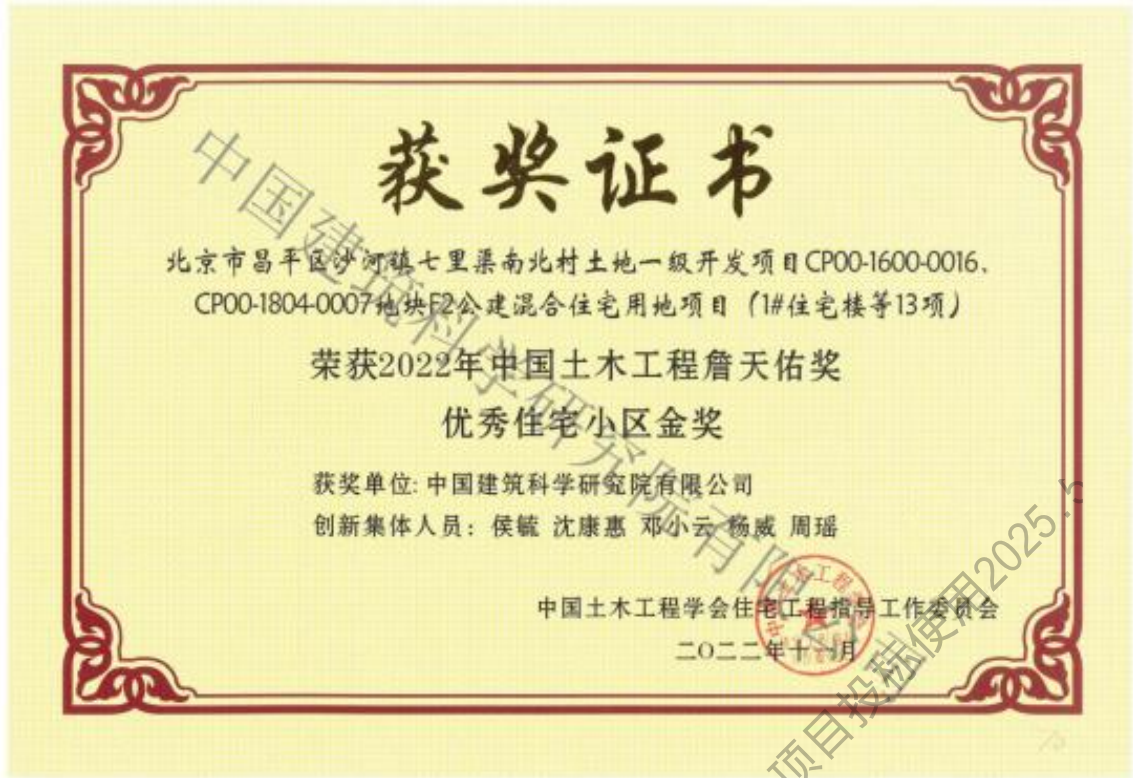 获奖证书
北京市昌平区沙河镇七里渠南北村土地一级开发项目CP00-1600-0016、
CP00-1804-0007地块F2公建混合住宅用地项目（1#住宅楼等13项）
荣获2022年中国土木工程詹天佑奖
优秀住宅小区金奖
获奖单位: 中国建筑科学研究院有限公司
创新集体人员：侯毓 沈康惠 邓小云 杨威 周瑶
中国土木工程学会住宅工程指导工作委员会
二〇二二年十一月
中国建筑科学研究院有限公司
项目投标使用2025.5